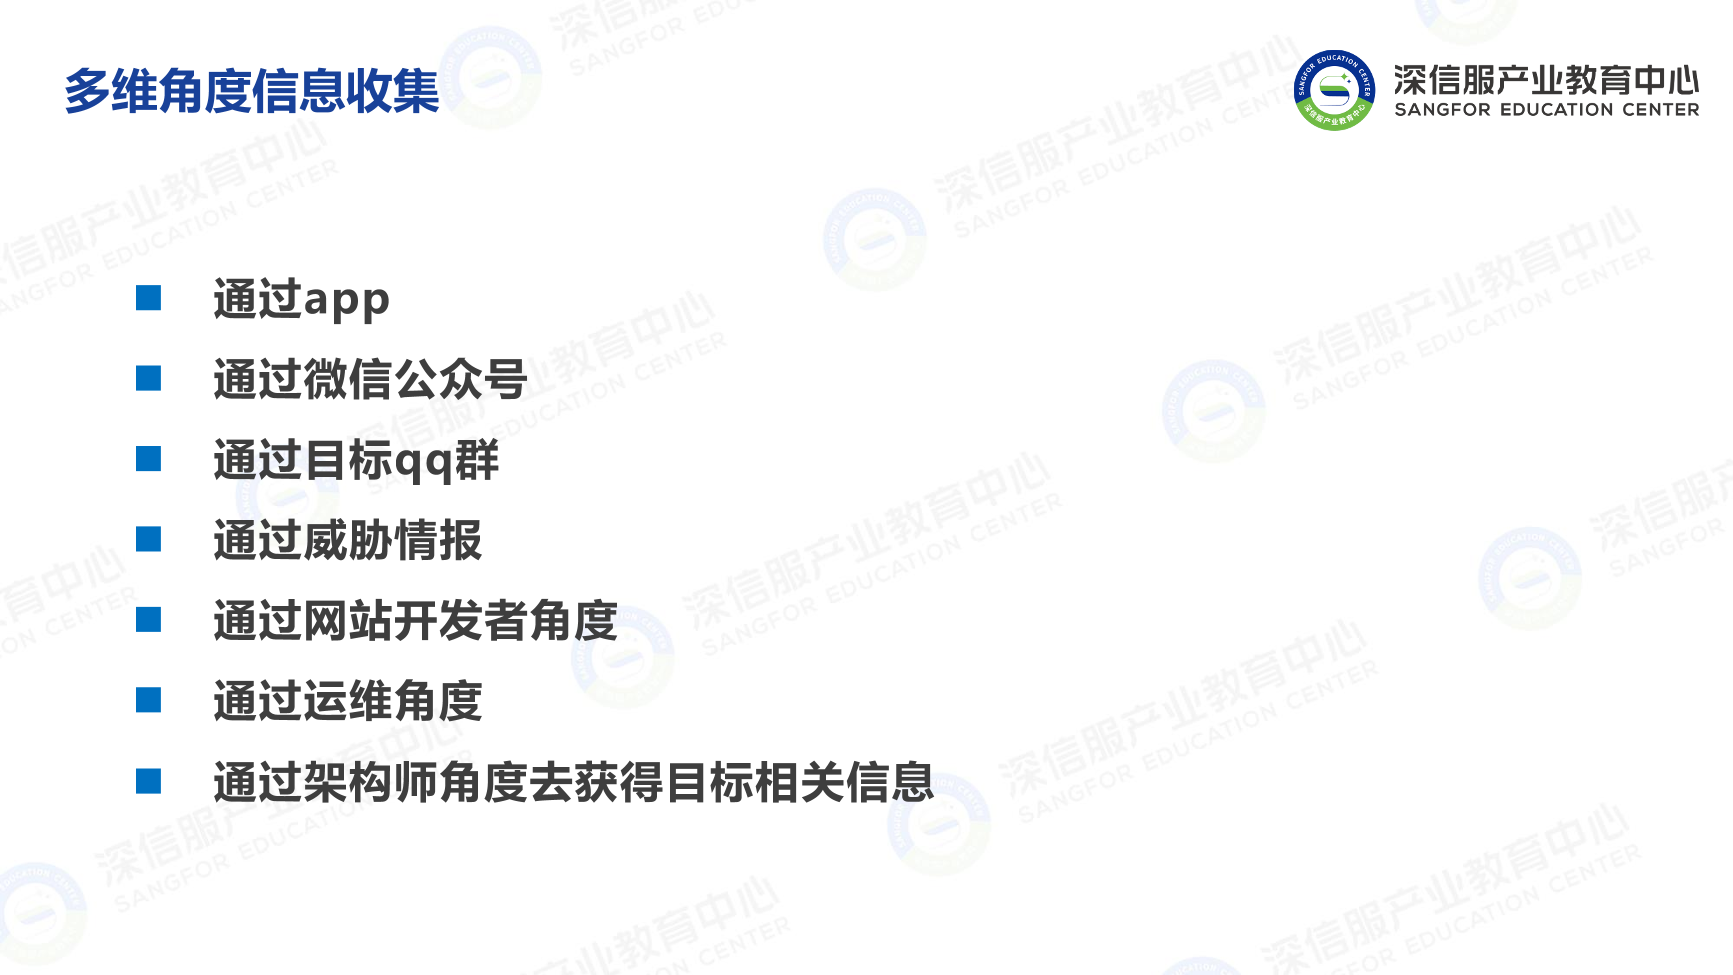 多维角度信息收集
深信服产业教育中心
SANGFOR EDUCATION CENTER
通过app
通过微信公众号
通过目标qq群
通过威胁情报
通过网站开发者角度
通过运维角度
通过架构师角度去获得目标相关信息